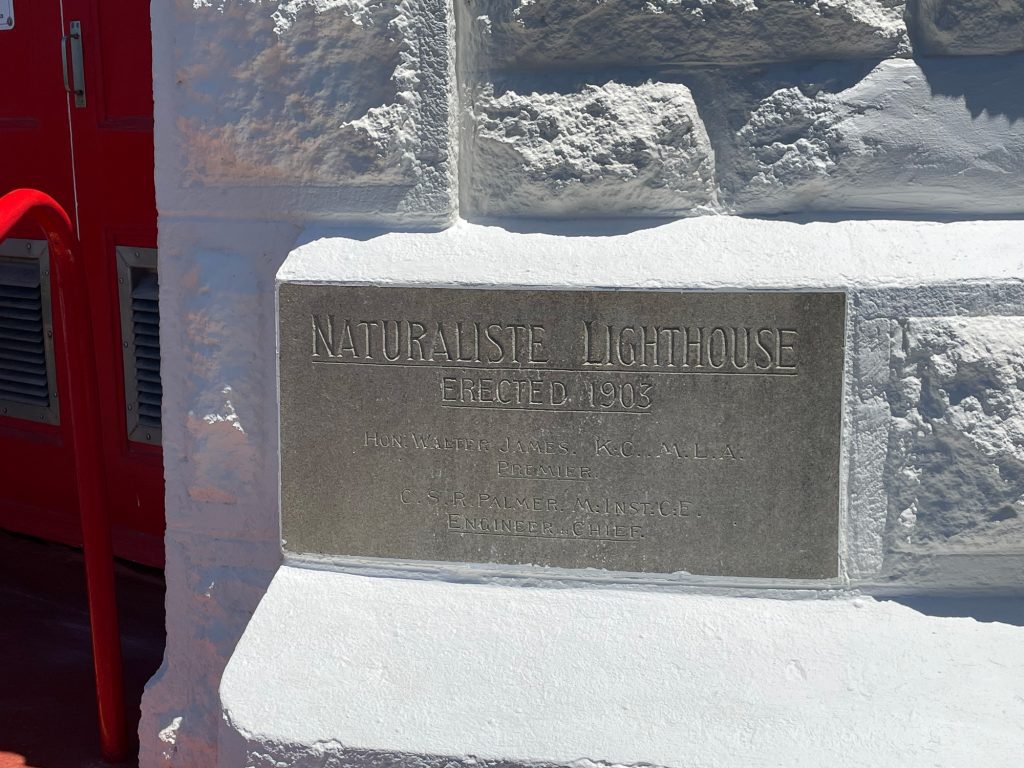 NATURALISTE LIGHTHOUSE
ERECTED 1903
HON. WALTER JAMES. K.C., M.L.A.
PREMIER.
C. S. R. PALMER, M.INST.C.E.
ENGINEER-CHIEF.